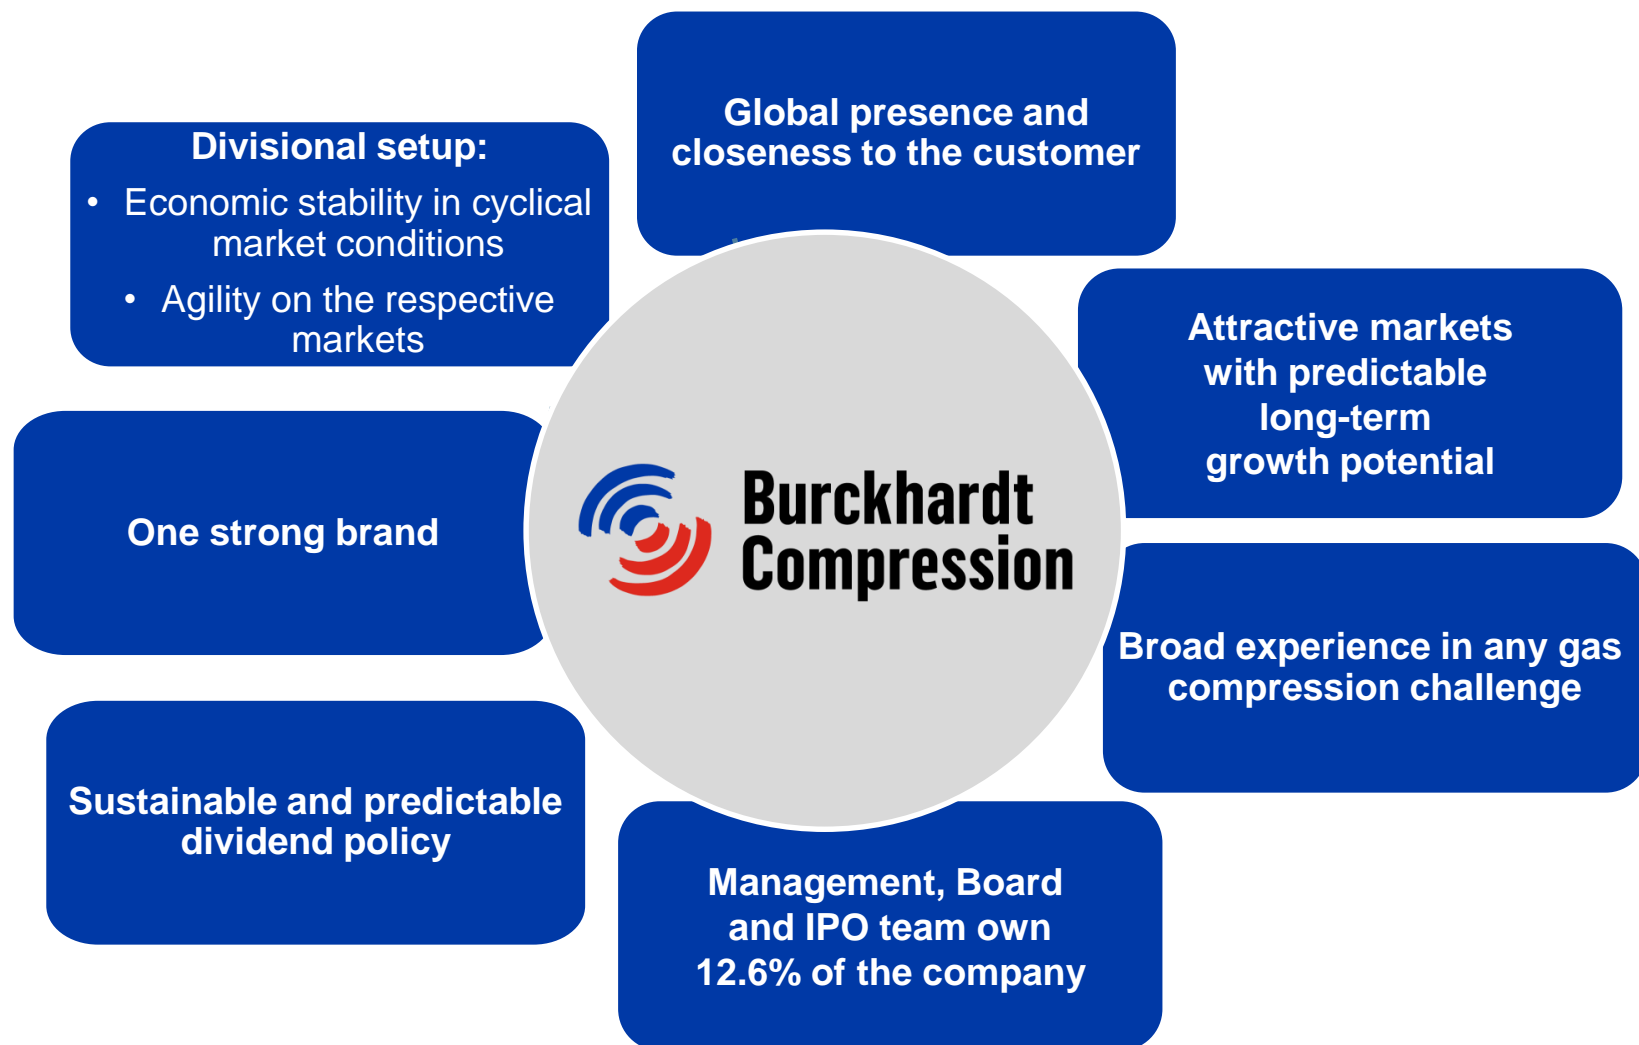 Global presence and
closeness to the customer
Divisional setup:
• Economic stability in cyclical
market conditions
• Agility on the respective
markets
Attractive markets
with predictable
long-term
growth potential
One strong brand
Burckhardt
Compression
Broad experience in any gas
compression challenge
Sustainable and predictable
dividend policy
Management, Board
and IPO team own
12.6% of the company